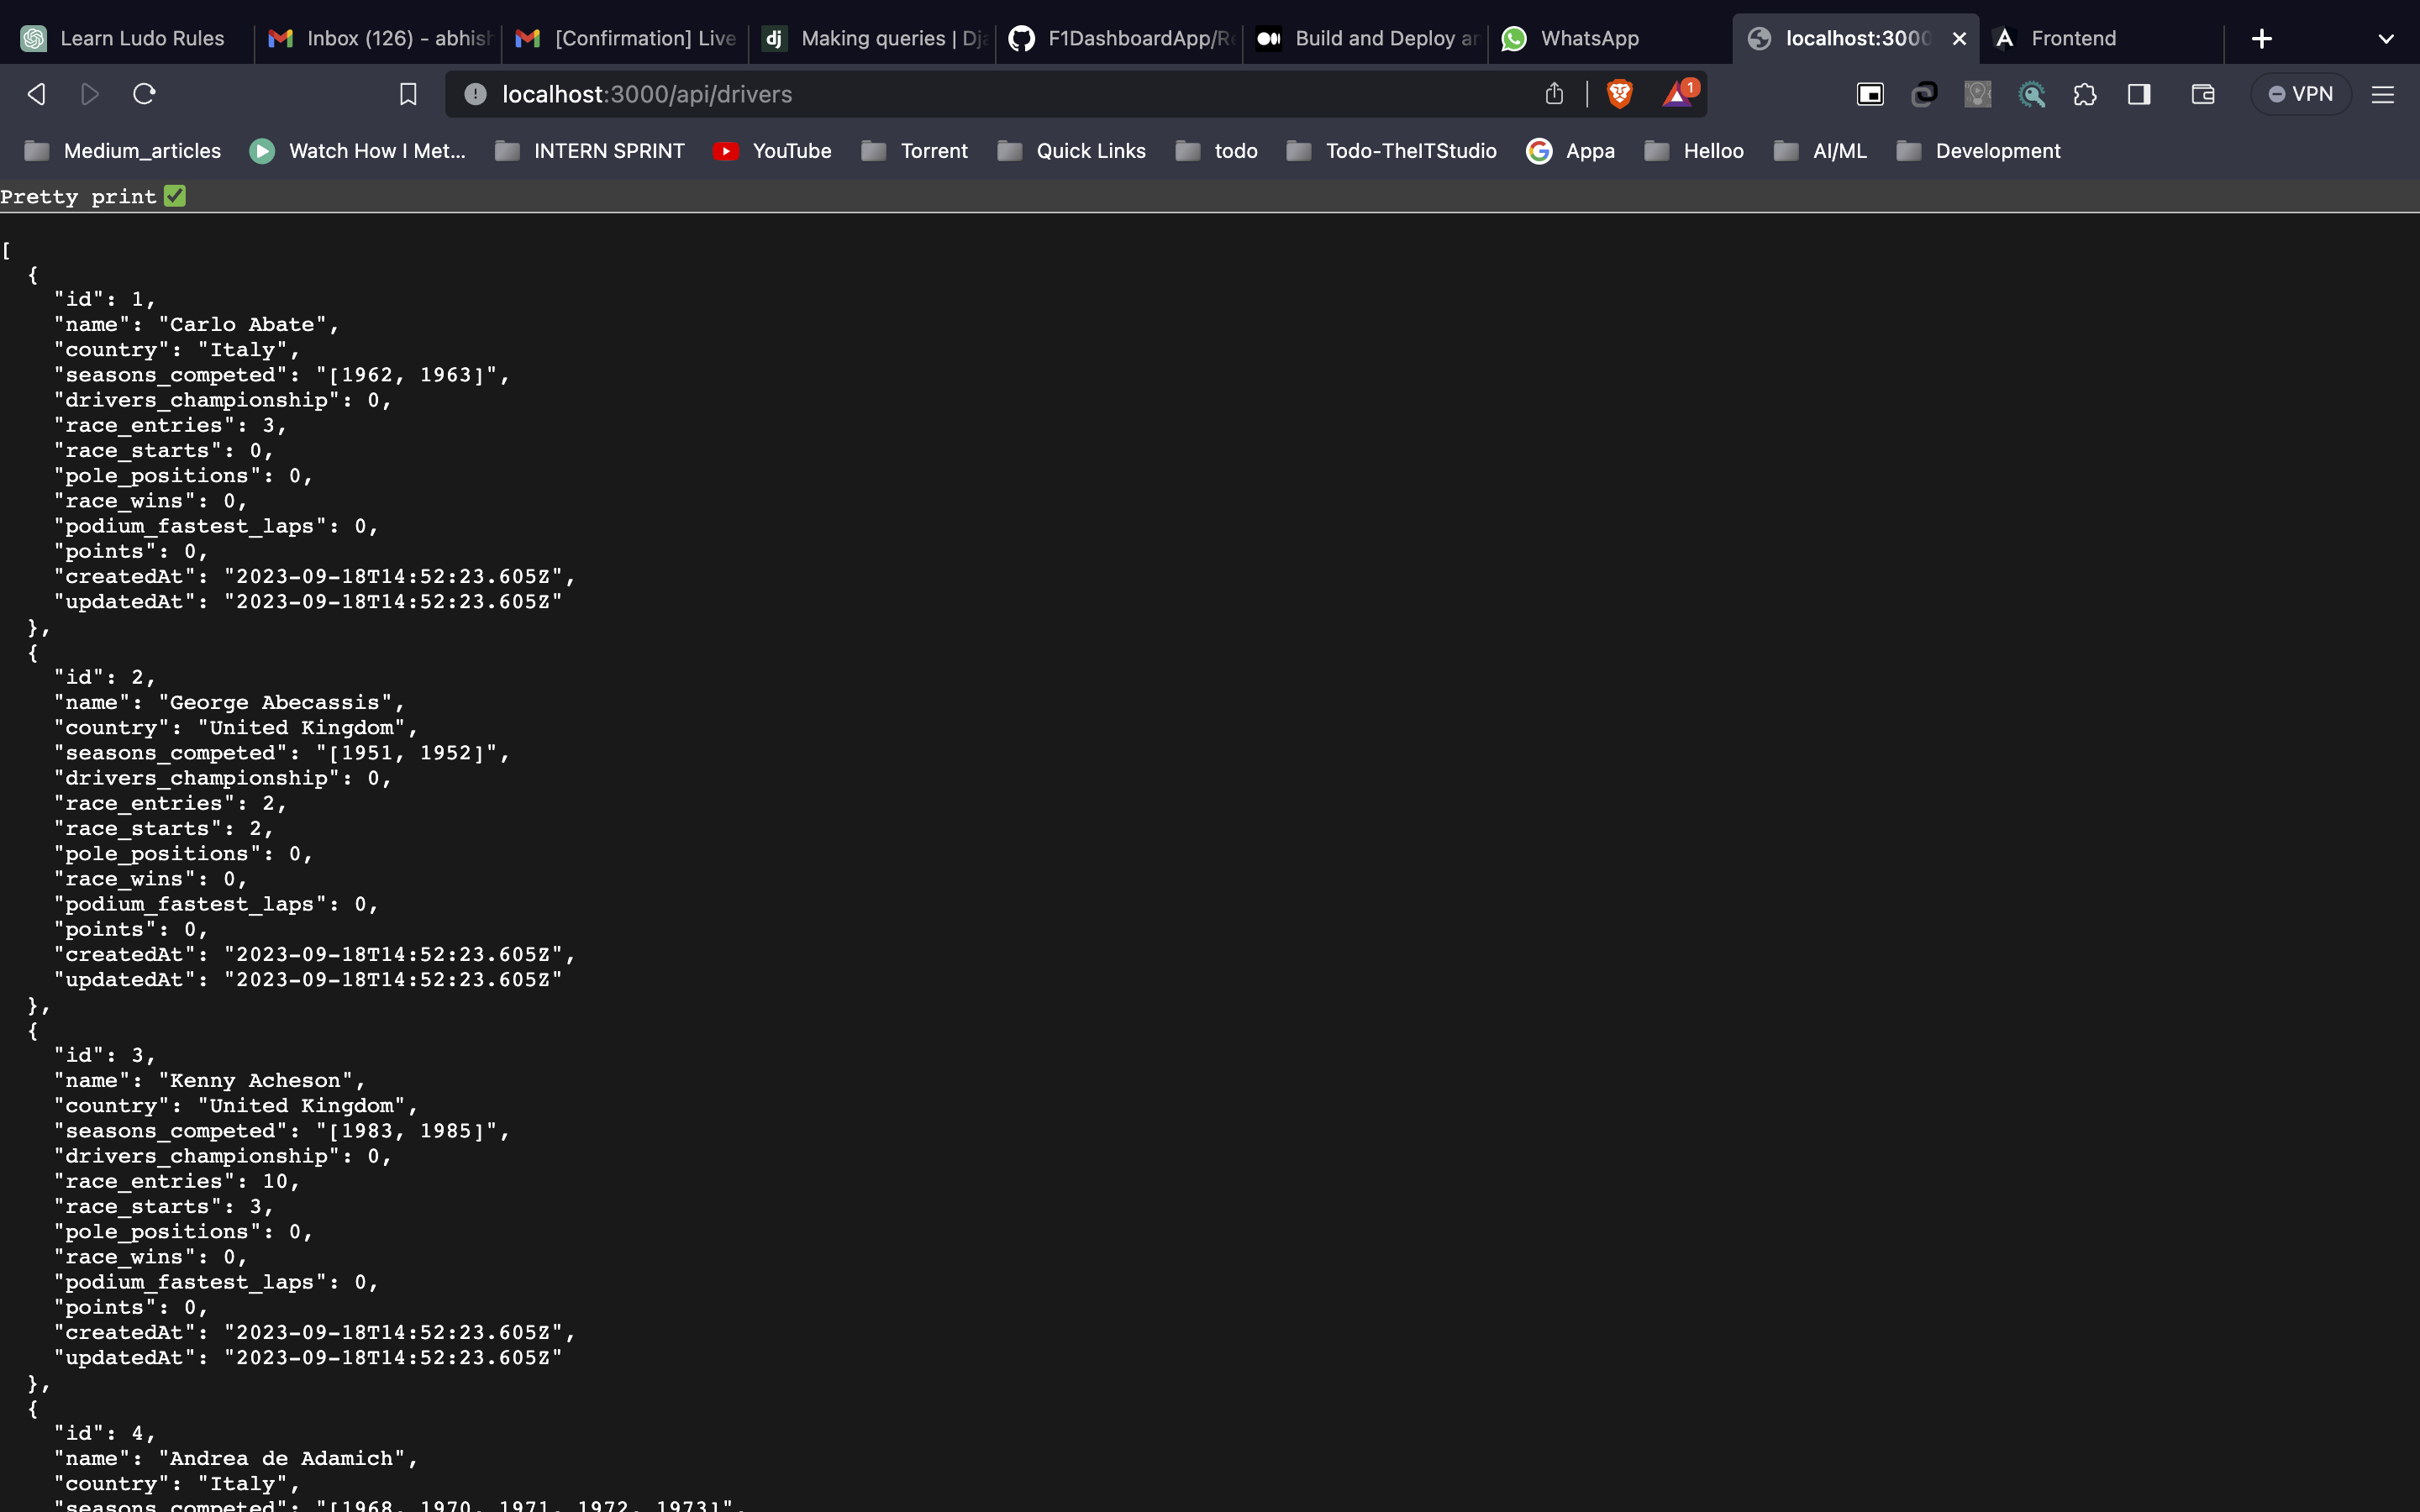 Learn Ludo Rules
Inbox (126) - abhish
[Confirmation] Live
dj Making queries | Dja
F1DashboardApp/Re
Build and Deploy an
WhatsApp
localhost:3000
Frontend
localhost:3000/api/drivers
1
VPN
Medium_articles
Watch How I Met...
INTERN SPRINT
YouTube
Torrent
Quick Links
todo
Todo-TheITStudio
Appa
Helloo
AI/ML
Development
Pretty print
[
{
"id": 1,
"name": "Carlo Abate",
"country": "Italy",
"seasons_competed": "[1962, 1963]",
"drivers_championship": 0,
"race_entries": 3,
"race_starts": 0,
"pole_positions": 0,
"race_wins": 0,
"podium_fastest_laps": 0,
"points": 0,
"createdAt": "2023-09-18T14:52:23.605Z",
"updatedAt": "2023-09-18T14:52:23.605Z"
},
{
"id": 2,
"name": "George Abecassis",
"country": "United Kingdom",
"seasons_competed": "[1951, 1952]",
"drivers_championship": 0,
"race_entries": 2,
"race_starts": 2,
"pole_positions": 0,
"race_wins": 0,
"podium_fastest_laps": 0,
"points": 0,
"createdAt": "2023-09-18T14:52:23.605Z",
"updatedAt": "2023-09-18T14:52:23.605Z"
},
{
"id": 3,
"name": "Kenny Acheson",
"country": "United Kingdom",
"seasons_competed": "[1983, 1985]",
"drivers_championship": 0,
"race_entries": 10,
"race_starts": 3,
"pole_positions": 0,
"race_wins": 0,
"podium_fastest_laps": 0,
"points": 0,
"createdAt": "2023-09-18T14:52:23.605Z",
"updatedAt": "2023-09-18T14:52:23.605Z"
},
{
"id": 4,
"name": "Andrea de Adamich",
"country": "Italy",
"seasons_competed": "[1968, 1970, 1971, 1972, 1973]",